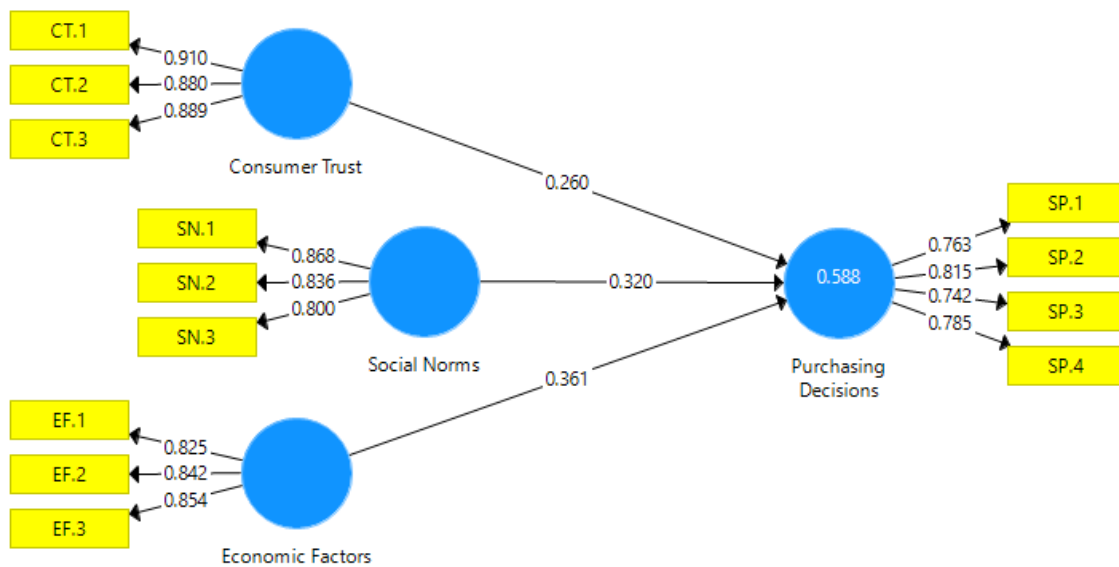 CT.1
0.910
CT.2
0.880
CT.3
0.889
Consumer Trust
0.260
SN.1
0.868
SN.2
0.836
SN.3
0.800
Social Norms
0.320
EF.1
0.825
EF.2
0.842
EF.3
0.854
Economic Factors
0.361
0.588
Purchasing
Decisions
SP.1
0.763
SP.2
0.815
SP.3
0.742
SP.4
0.785